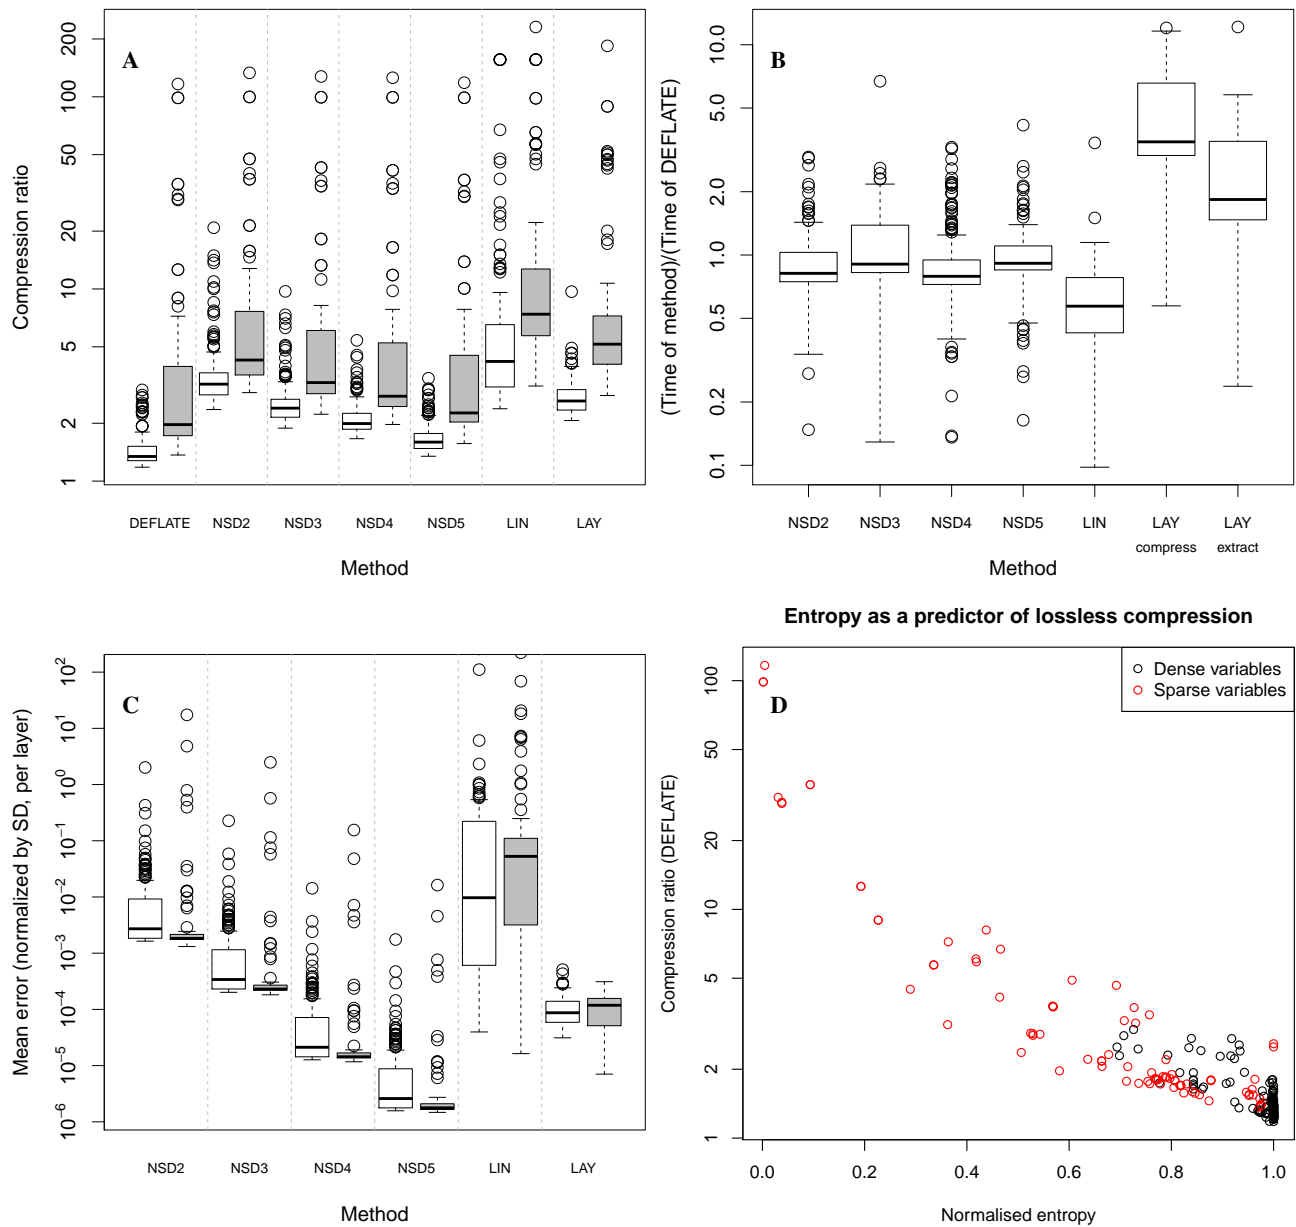 A
Compression ratio
200
100
50
20
10
5
2
1
DEFLATE NSD2 NSD3 NSD4 NSD5 LIN LAY
Method
B
(Time of method)/(Time of DEFLATE)
10.0
5.0
2.0
1.0
0.5
0.2
0.1
NSD2 NSD3 NSD4 NSD5 LIN LAY LAY
compress extract
Method
C
Mean error (normalized by SD, per layer)
10^2
10^1
10^0
10^−1
10^−2
10^−3
10^−4
10^−5
10^−6
NSD2 NSD3 NSD4 NSD5 LIN LAY
Method
Entropy as a predictor of lossless compression
D
Dense variables
Sparse variables
Compression ratio (DEFLATE)
100
50
20
10
5
2
1
0.0 0.2 0.4 0.6 0.8 1.0
Normalised entropy